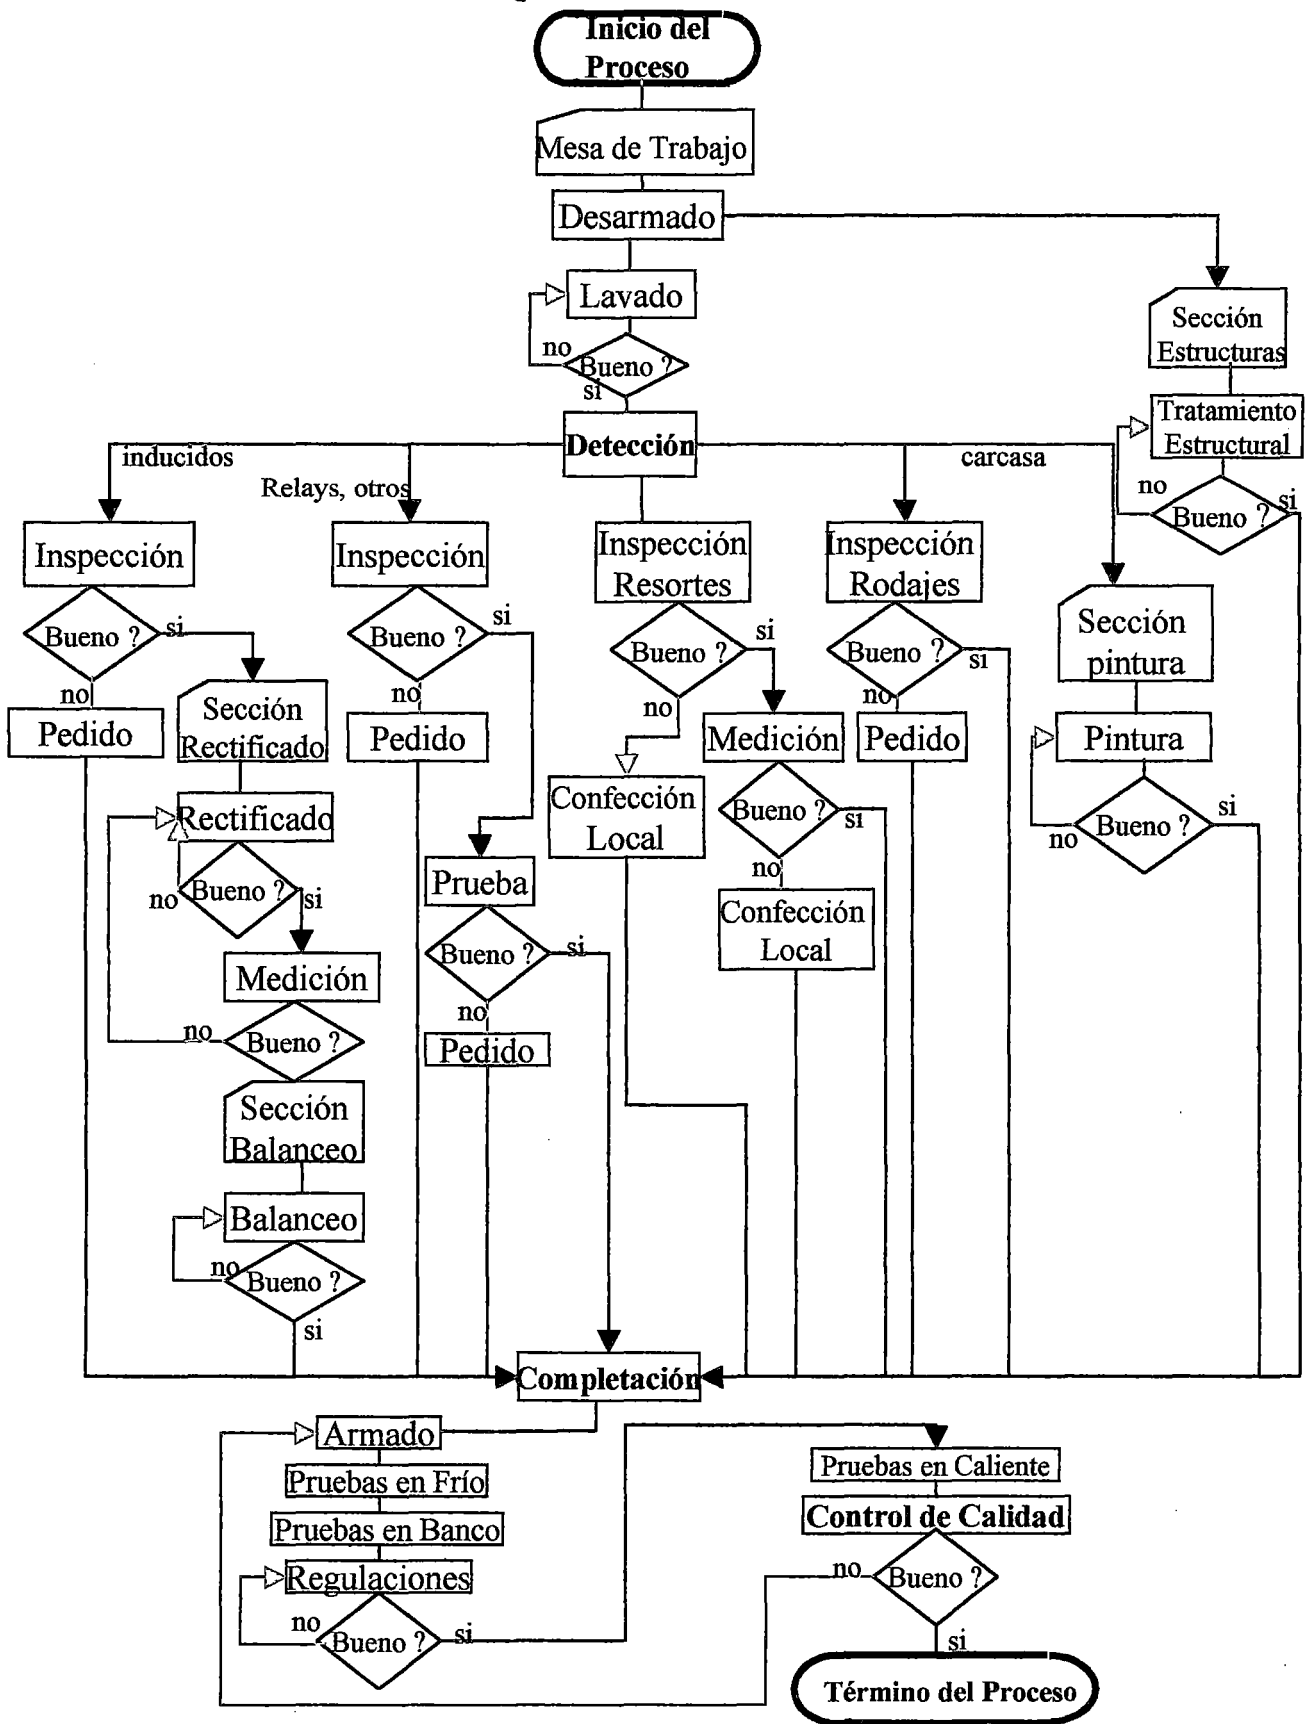 Inicio del
Proceso
Mesa de Trabajo
Desarmado
Lavado
no
Bueno ?
si
Sección
Estructuras
Tratamiento
Estructural
no
si
Bueno ?
Detección
inducidos
Relays, otros
carcasa
Inspección
Bueno ?
si
no
Pedido
Sección
Rectificado
Rectificado
no
Bueno ?
si
Medición
no
Bueno ?
Sección
Balanceo
Balanceo
no
Bueno ?
si
Inspección
si
Bueno ?
no
Pedido
Prueba
Bueno ?
si
no
Pedido
Inspección
Resortes
si
Bueno ?
no
Confección
Local
Medición
Bueno ?
si
no
Confección
Local
Inspección
Rodajes
Bueno ?
si
no
Pedido
Sección
pintura
Pintura
si
Bueno ?
no
Completación
Armado
Pruebas en Frío
Pruebas en Banco
Regulaciones
no
Bueno ?
si
Pruebas en Caliente
Control de Calidad
no
Bueno ?
si
Término del Proceso